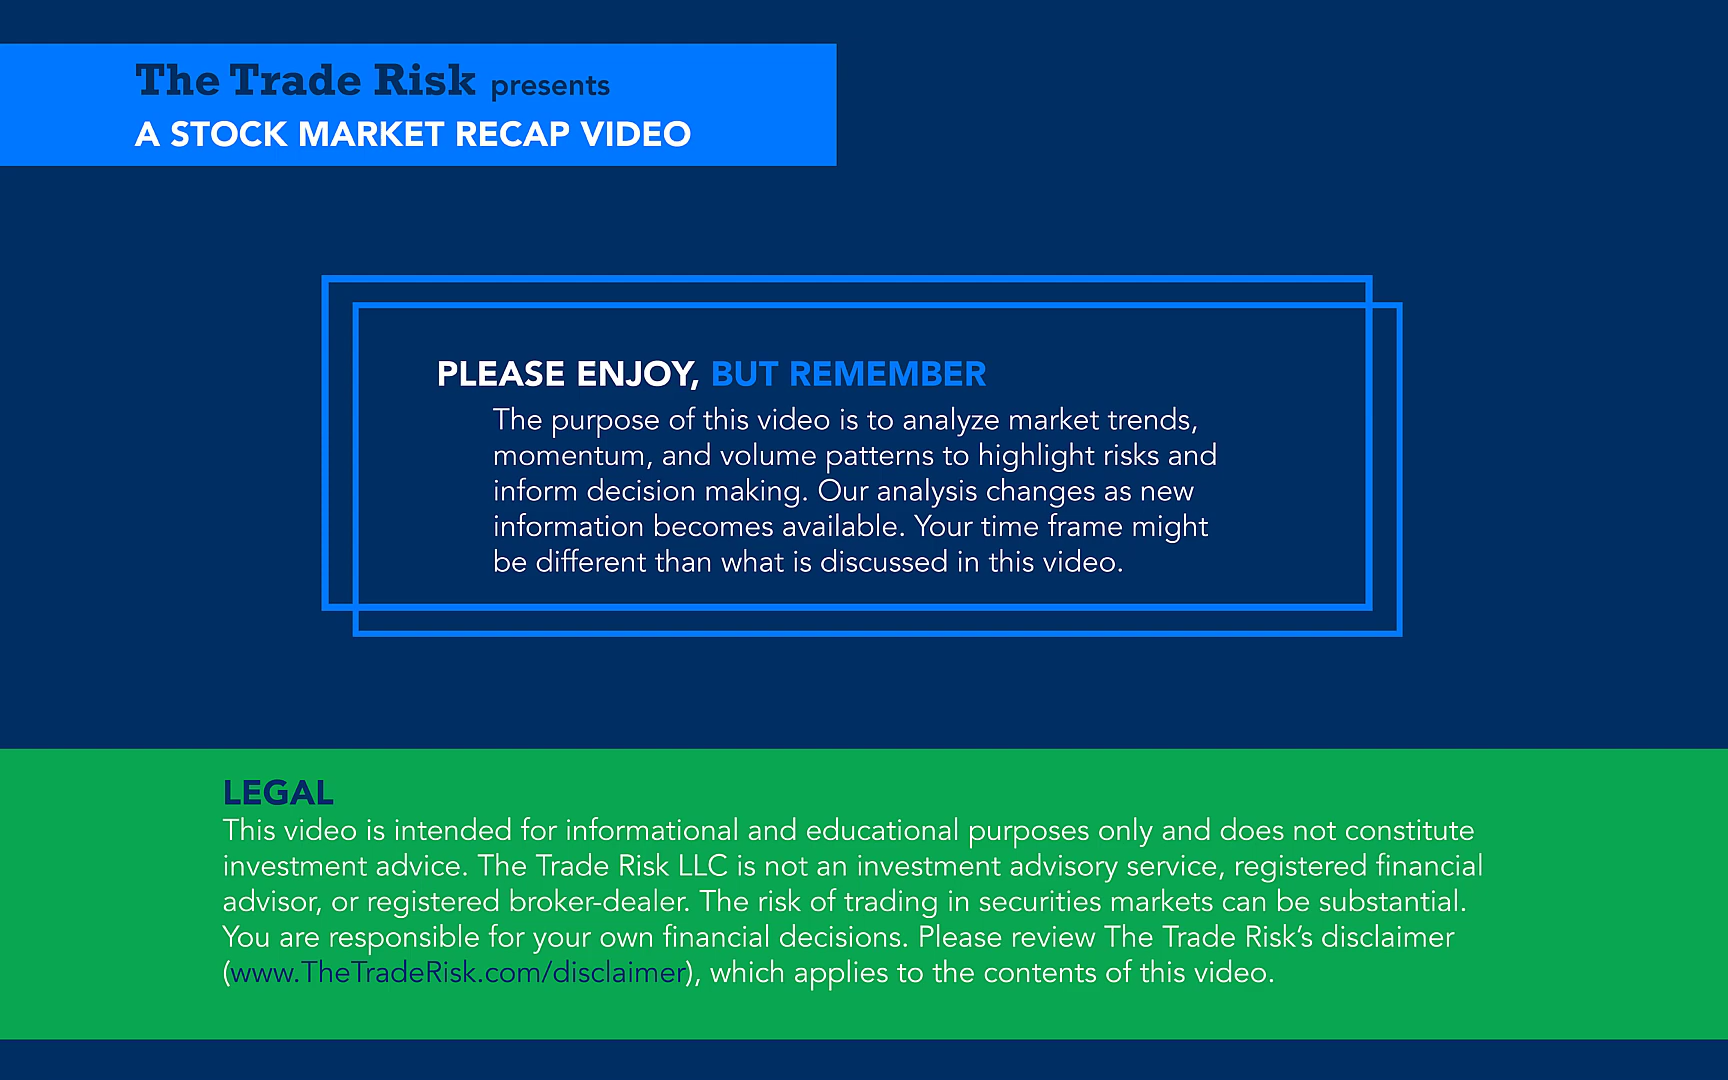 The Trade Risk presents
A STOCK MARKET RECAP VIDEO
PLEASE ENJOY, BUT REMEMBER
The purpose of this video is to analyze market trends,
momentum, and volume patterns to highlight risks and
inform decision making. Our analysis changes as new
information becomes available. Your time frame might
be different than what is discussed in this video.
LEGAL
This video is intended for informational and educational purposes only and does not constitute
investment advice. The Trade Risk LLC is not an investment advisory service, registered financial
advisor, or registered broker-dealer. The risk of trading in securities markets can be substantial.
You are responsible for your own financial decisions. Please review The Trade Risk’s disclaimer
(www.TheTradeRisk.com/disclaimer), which applies to the contents of this video.